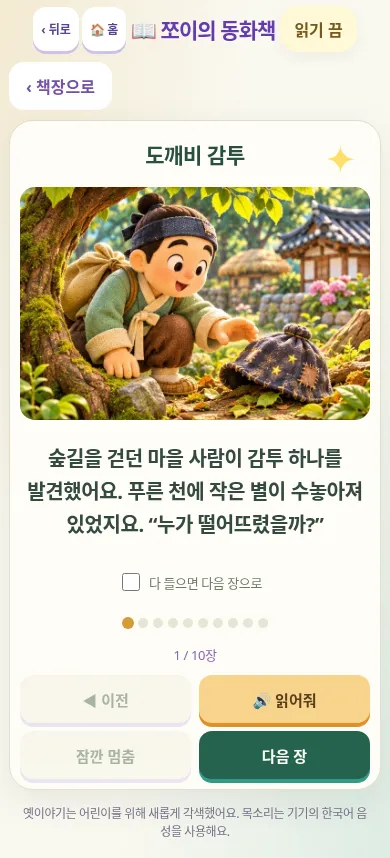 ‹ 뒤로
🏠 홈
📖 쪼이의 동화책
읽기 끔
‹ 책장으로
도깨비 감투
숲길을 걷던 마을 사람이 감투 하나를
발견했어요. 푸른 천에 작은 별이 수놓아져
있었지요. “누가 떨어뜨렸을까?”
다 들으면 다음 장으로
1 / 10장
◀ 이전
🔊 읽어줘
잠깐 멈춤
다음 장
옛이야기는 어린이를 위해 새롭게 각색했어요. 목소리는 기기의 한국어 음
성을 사용해요.